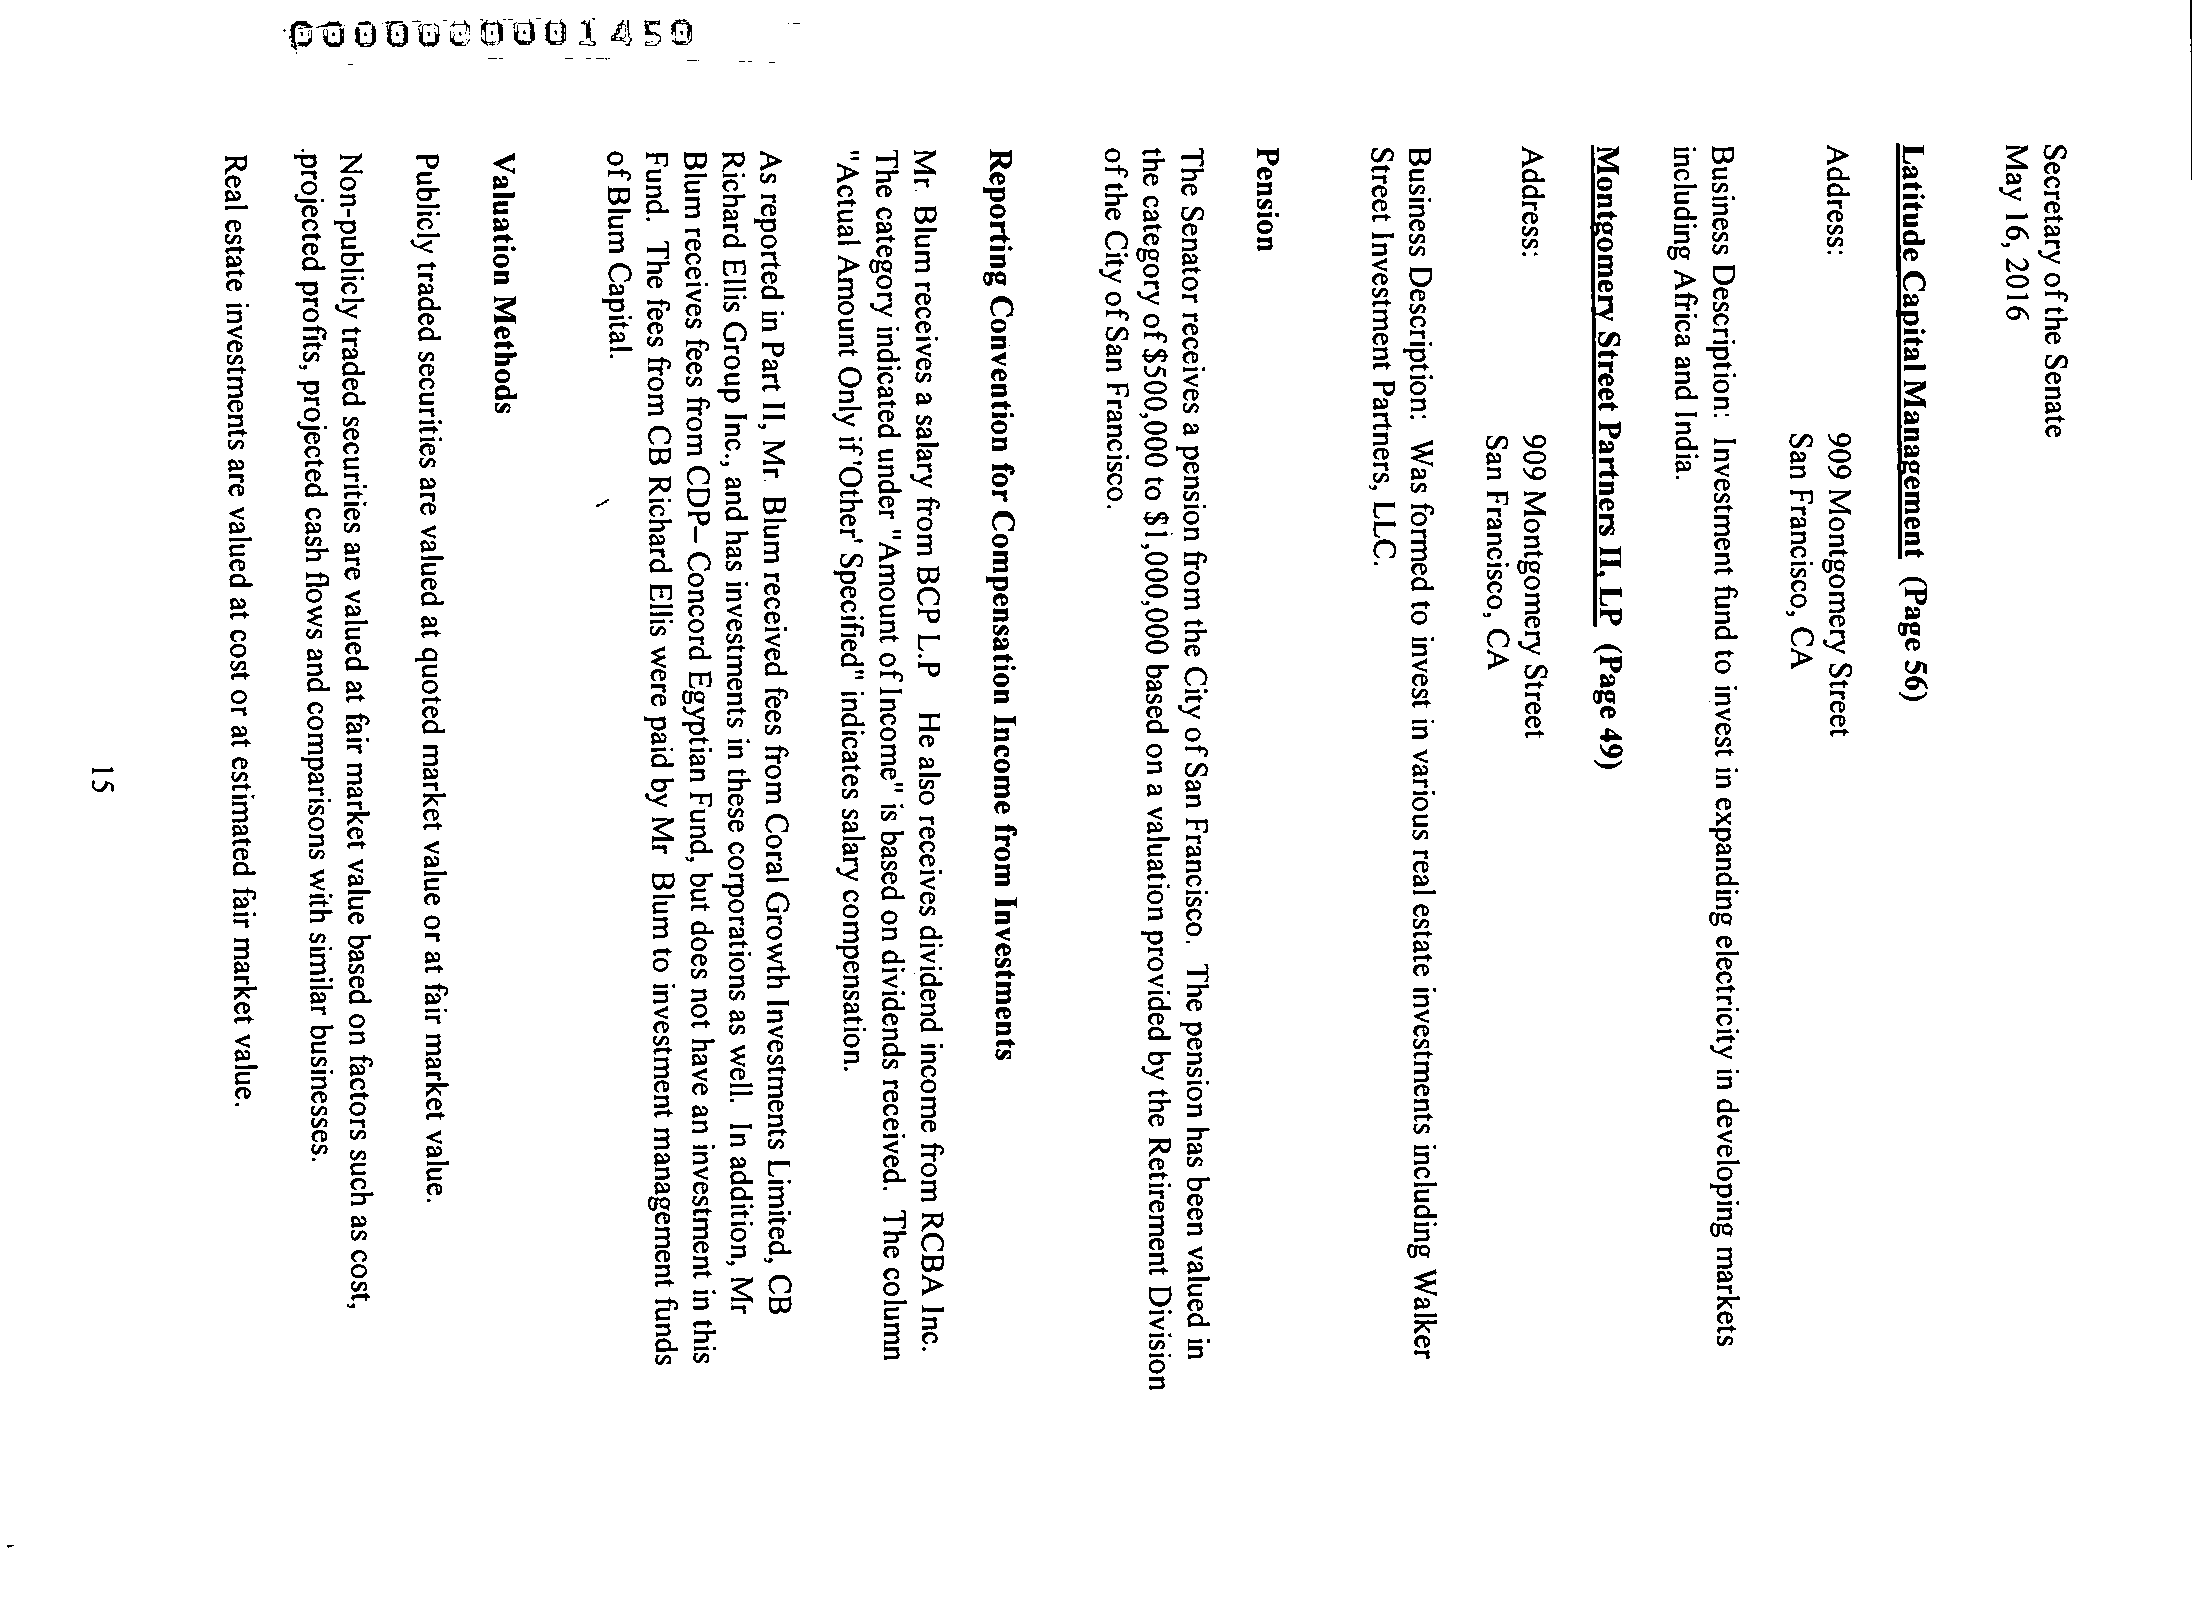 Secretary of the Senate
May 16, 2016
Latitude Capital Management (Page 56)
Address: 909 Montgomery Street
San Francisco, CA
Business Description: Investment fund to invest in expanding electricity in developing markets
including Africa and India.
Montgomery Street Partners II, LP (Page 49)
Address: 909 Montgomery Street
San Francisco, CA
Business Description: Was formed to invest in various real estate investments including Walker
Street Investment Partners, LLC.
Pension
The Senator receives a pension from the City of San Francisco. The pension has been valued in
the category of $500,000 to $1,000,000 based on a valuation provided by the Retirement Division
of the City of San Francisco.
Reporting Convention for Compensation Income from Investments
Mr. Blum receives a salary from BCP L.P He also receives dividend income from RCBA Inc.
The category indicated under "Amount of Income" is based on dividends received. The column
"Actual Amount Only if 'Other' Specified" indicates salary compensation.
As reported in Part II, Mr. Blum received fees from Coral Growth Investments Limited, CB
Richard Ellis Group Inc., and has investments in these corporations as well. In addition, Mr
Blum receives fees from CDP– Concord Egyptian Fund, but does not have an investment in this
Fund. The fees from CB Richard Ellis were paid by Mr Blum to investment management funds
of Blum Capital.
Valuation Methods
Publicly traded securities are valued at quoted market value or at fair market value.
Non-publicly traded securities are valued at fair market value based on factors such as cost,
projected profits, projected cash flows and comparisons with similar businesses.
Real estate investments are valued at cost or at estimated fair market value.
15
0000000001450